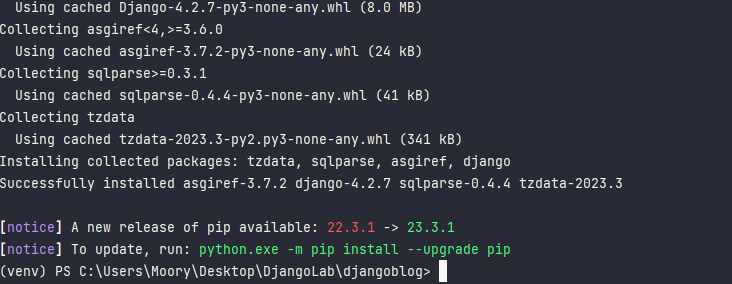 Using cached Django-4.2.7-py3-none-any.whl (8.0 MB)
Collecting asgiref<4,>=3.6.0
Using cached asgiref-3.7.2-py3-none-any.whl (24 kB)
Collecting sqlparse>=0.3.1
Using cached sqlparse-0.4.4-py3-none-any.whl (41 kB)
Collecting tzdata
Using cached tzdata-2023.3-py2.py3-none-any.whl (341 kB)
Installing collected packages: tzdata, sqlparse, asgiref, django
Successfully installed asgiref-3.7.2 django-4.2.7 sqlparse-0.4.4 tzdata-2023.3
[notice] A new release of pip available: 22.3.1 -> 23.3.1
[notice] To update, run: python.exe -m pip install --upgrade pip
(venv) PS C:\Users\Moory\Desktop\DjangoLab\djangoblog>